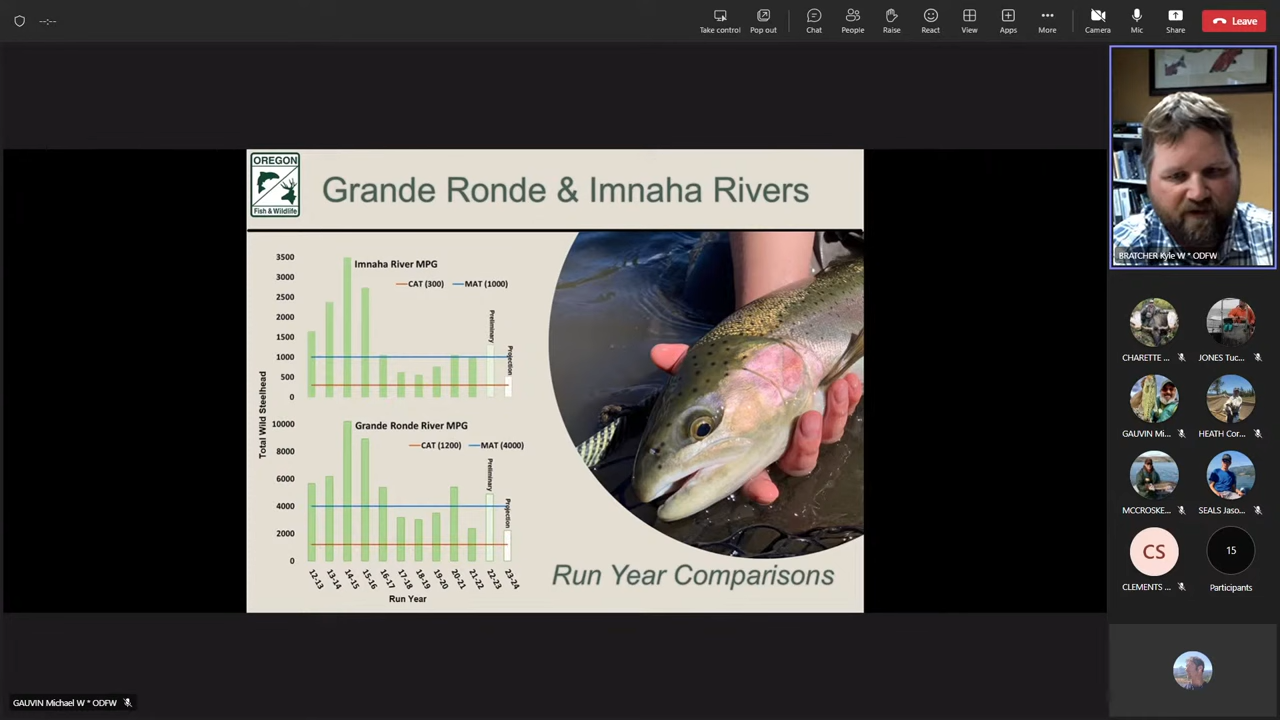 --:--
Take control
Pop out
Chat
People
Raise
React
View
Apps
More
Camera
Mic
Share
Leave
OREGON
Fish & Wildlife
Grande Ronde & Imnaha Rivers
Total Wild Steelhead
Imnaha River MPG
CAT (300)
MAT (1000)
3500
3000
2500
2000
1500
1000
500
0
Preliminary
Projection
Grande Ronde River MPG
CAT (1200)
MAT (4000)
10000
8000
6000
4000
2000
0
Preliminary
Projection
12-13
13-14
14-15
15-16
16-17
17-18
18-19
19-20
20-21
21-22
22-23
23-24
Run Year
Run Year Comparisons
BRATCHER Kyle W * ODFW
CHARETTE ...
JONES Tuc...
GAUVIN Mi...
HEATH Cor...
MCCROSKE...
SEALS Jaso...
CS
CLEMENTS ...
15
Participants
GAUVIN Michael W * ODFW